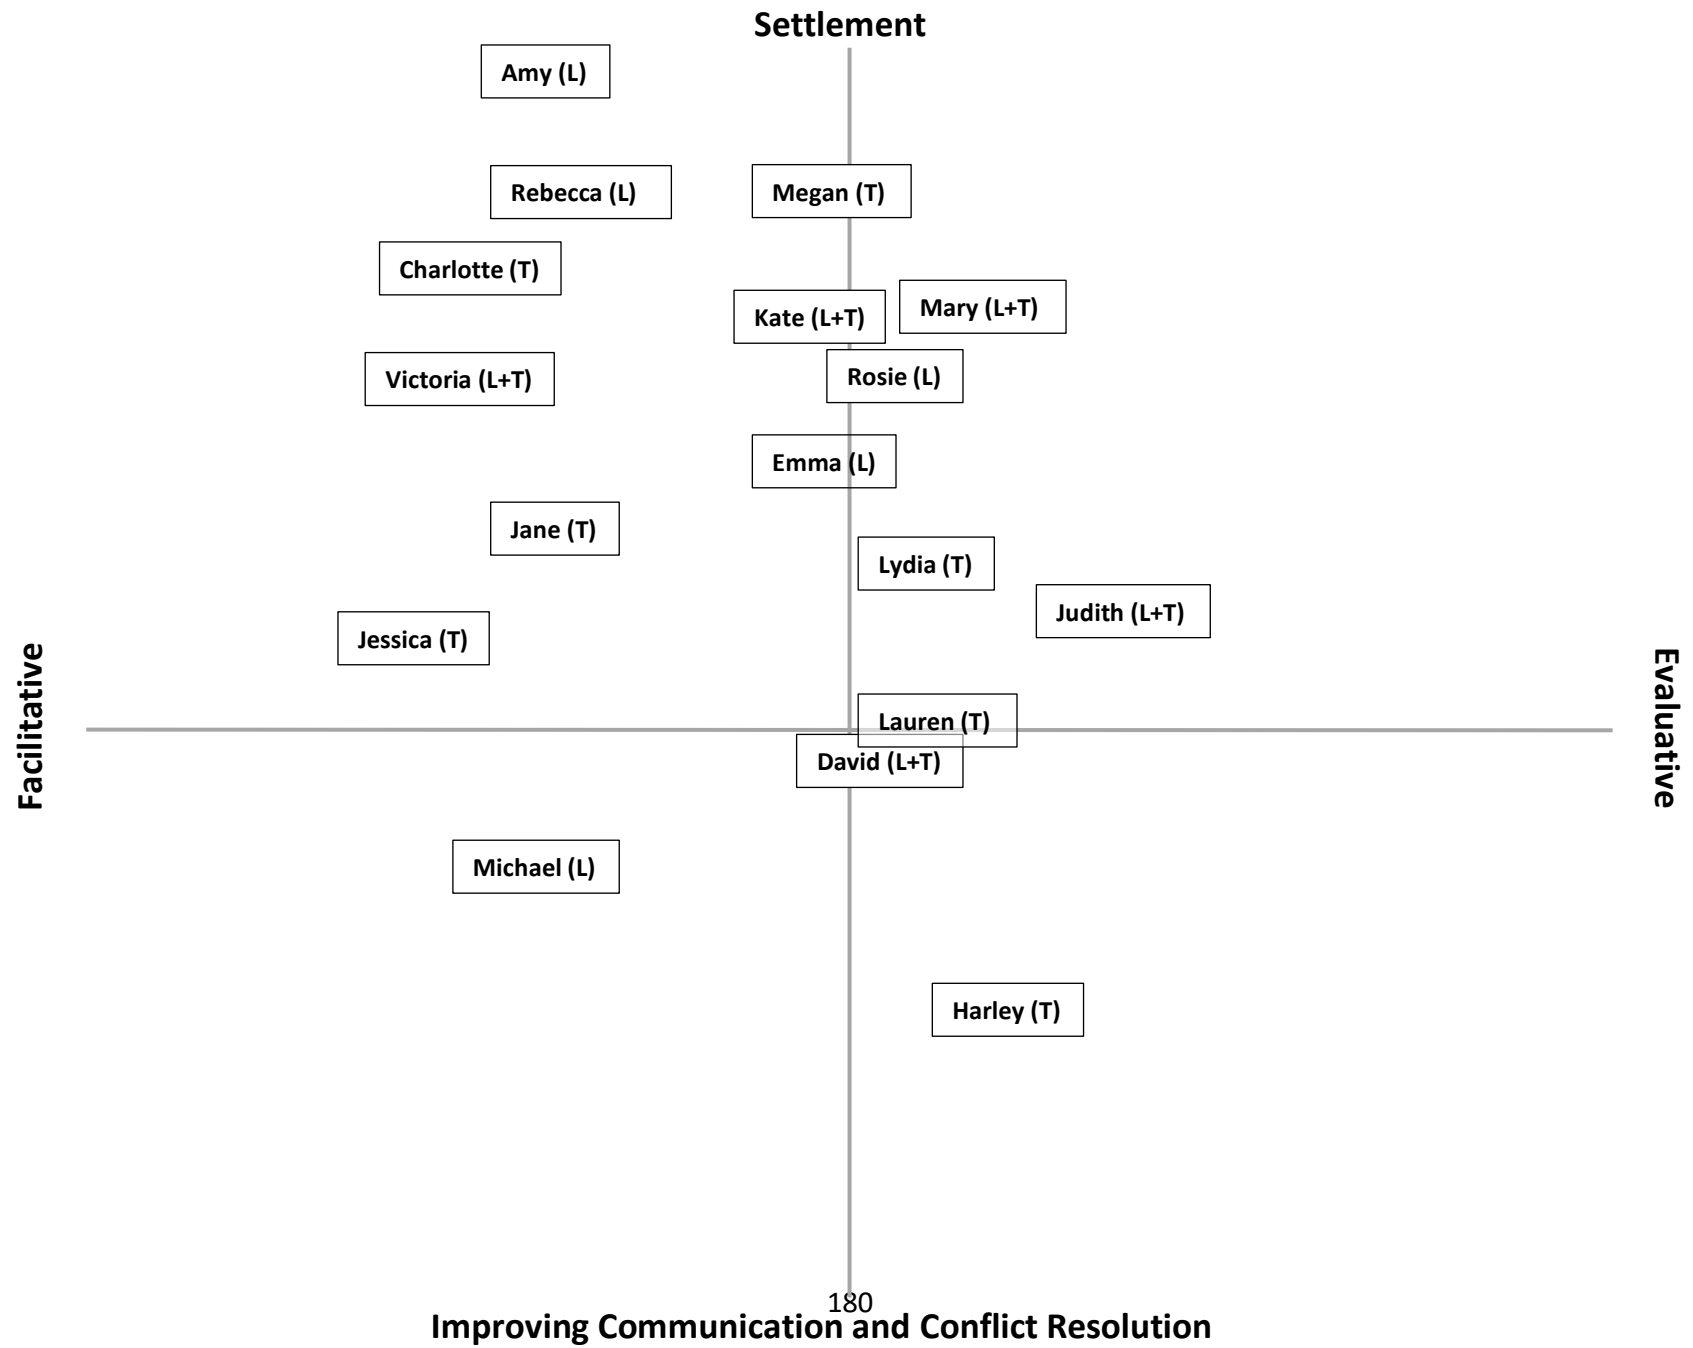 Settlement
Amy (L)
Rebecca (L)
Megan (T)
Charlotte (T)
Kate (L+T)
Mary (L+T)
Victoria (L+T)
Rosie (L)
Emma (L)
Jane (T)
Lydia (T)
Judith (L+T)
Jessica (T)
Facilitative
Evaluative
Lauren (T)
David (L+T)
Michael (L)
Harley (T)
180
Improving Communication and Conflict Resolution